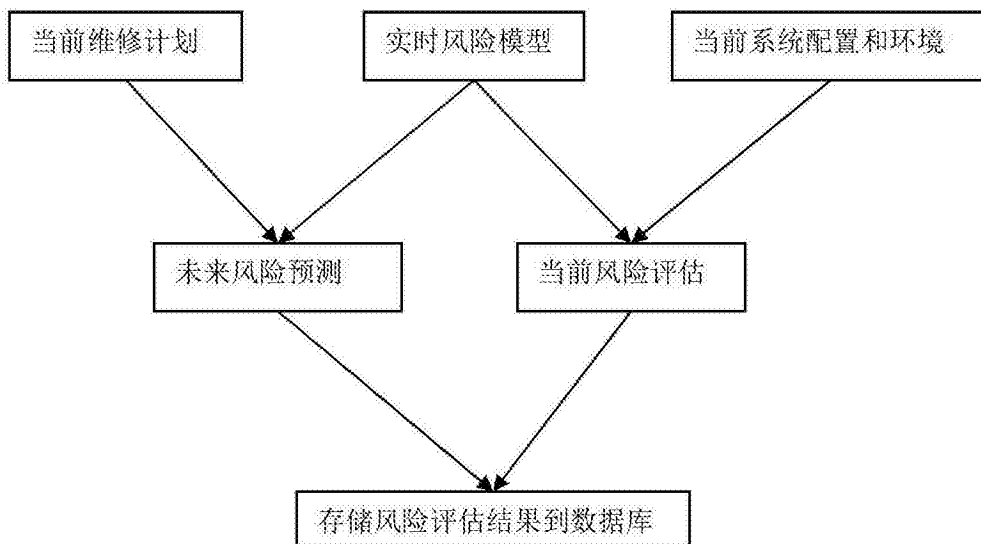 当前维修计划
实时风险模型
当前系统配置和环境
未来风险预测
当前风险评估
存储风险评估结果到数据库